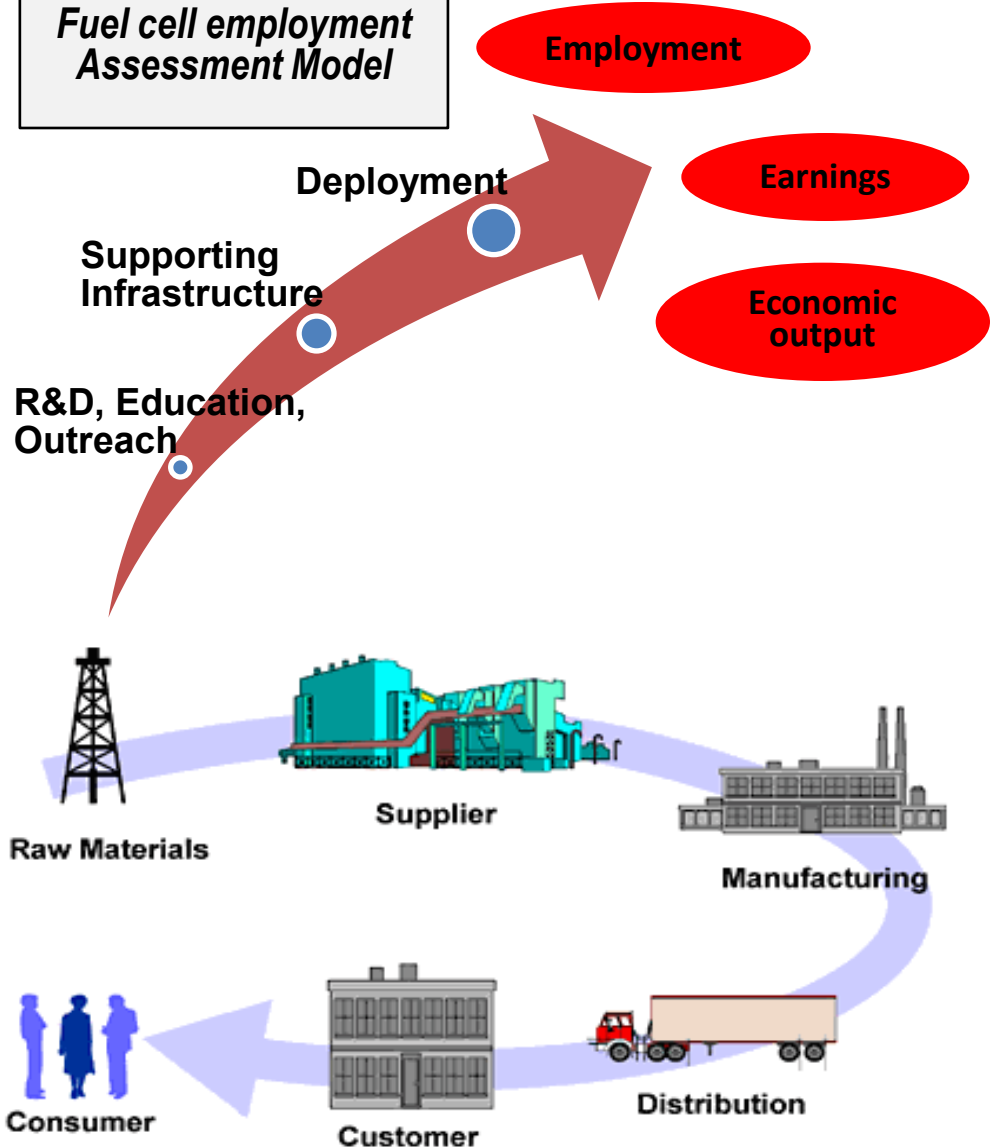 Fuel cell employment
Assessment Model
Employment
Earnings
Deployment
Supporting
Infrastructure
Economic
output
R&D, Education,
Outreach
Raw Materials
Supplier
Manufacturing
Consumer
Customer
Distribution